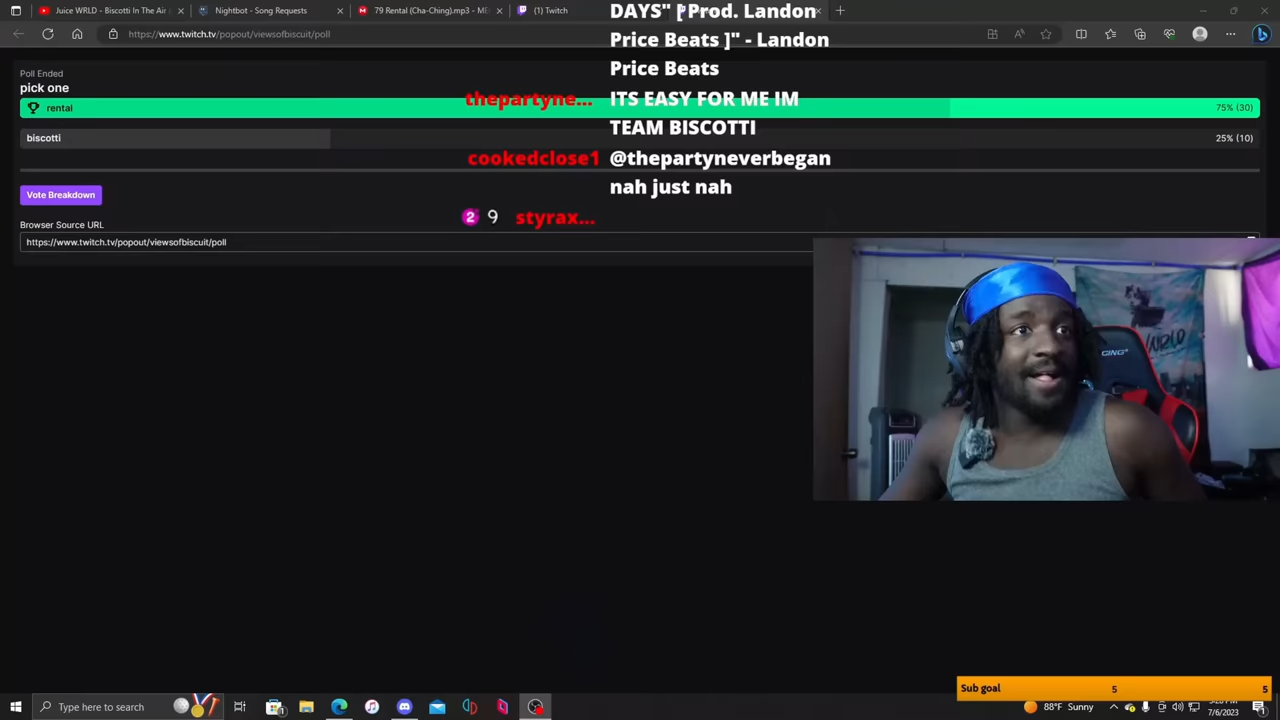 Juice WRLD – Biscotti In The Air
Nightbot - Song Requests
79 Rental (Cha-Ching).mp3 - ME
(1) Twitch
https://www.twitch.tv/popout/viewsofbiscuit/poll
DAYS" [ Prod. Landon
Price Beats ]" - Landon
Price Beats
Poll Ended
pick one
rental
75% (30)
thepartyne...
ITS EASY FOR ME IM
TEAM BISCOTTI
biscotti
25% (10)
cookedclose1
@thepartyneverbegan
nah just nah
Vote Breakdown
2 9 styrax...
Browser Source URL
https://www.twitch.tv/popout/viewsofbiscuit/poll
CING
WRLD
Sub goal
5
5
Type here to search
88°F Sunny
7/6/2023